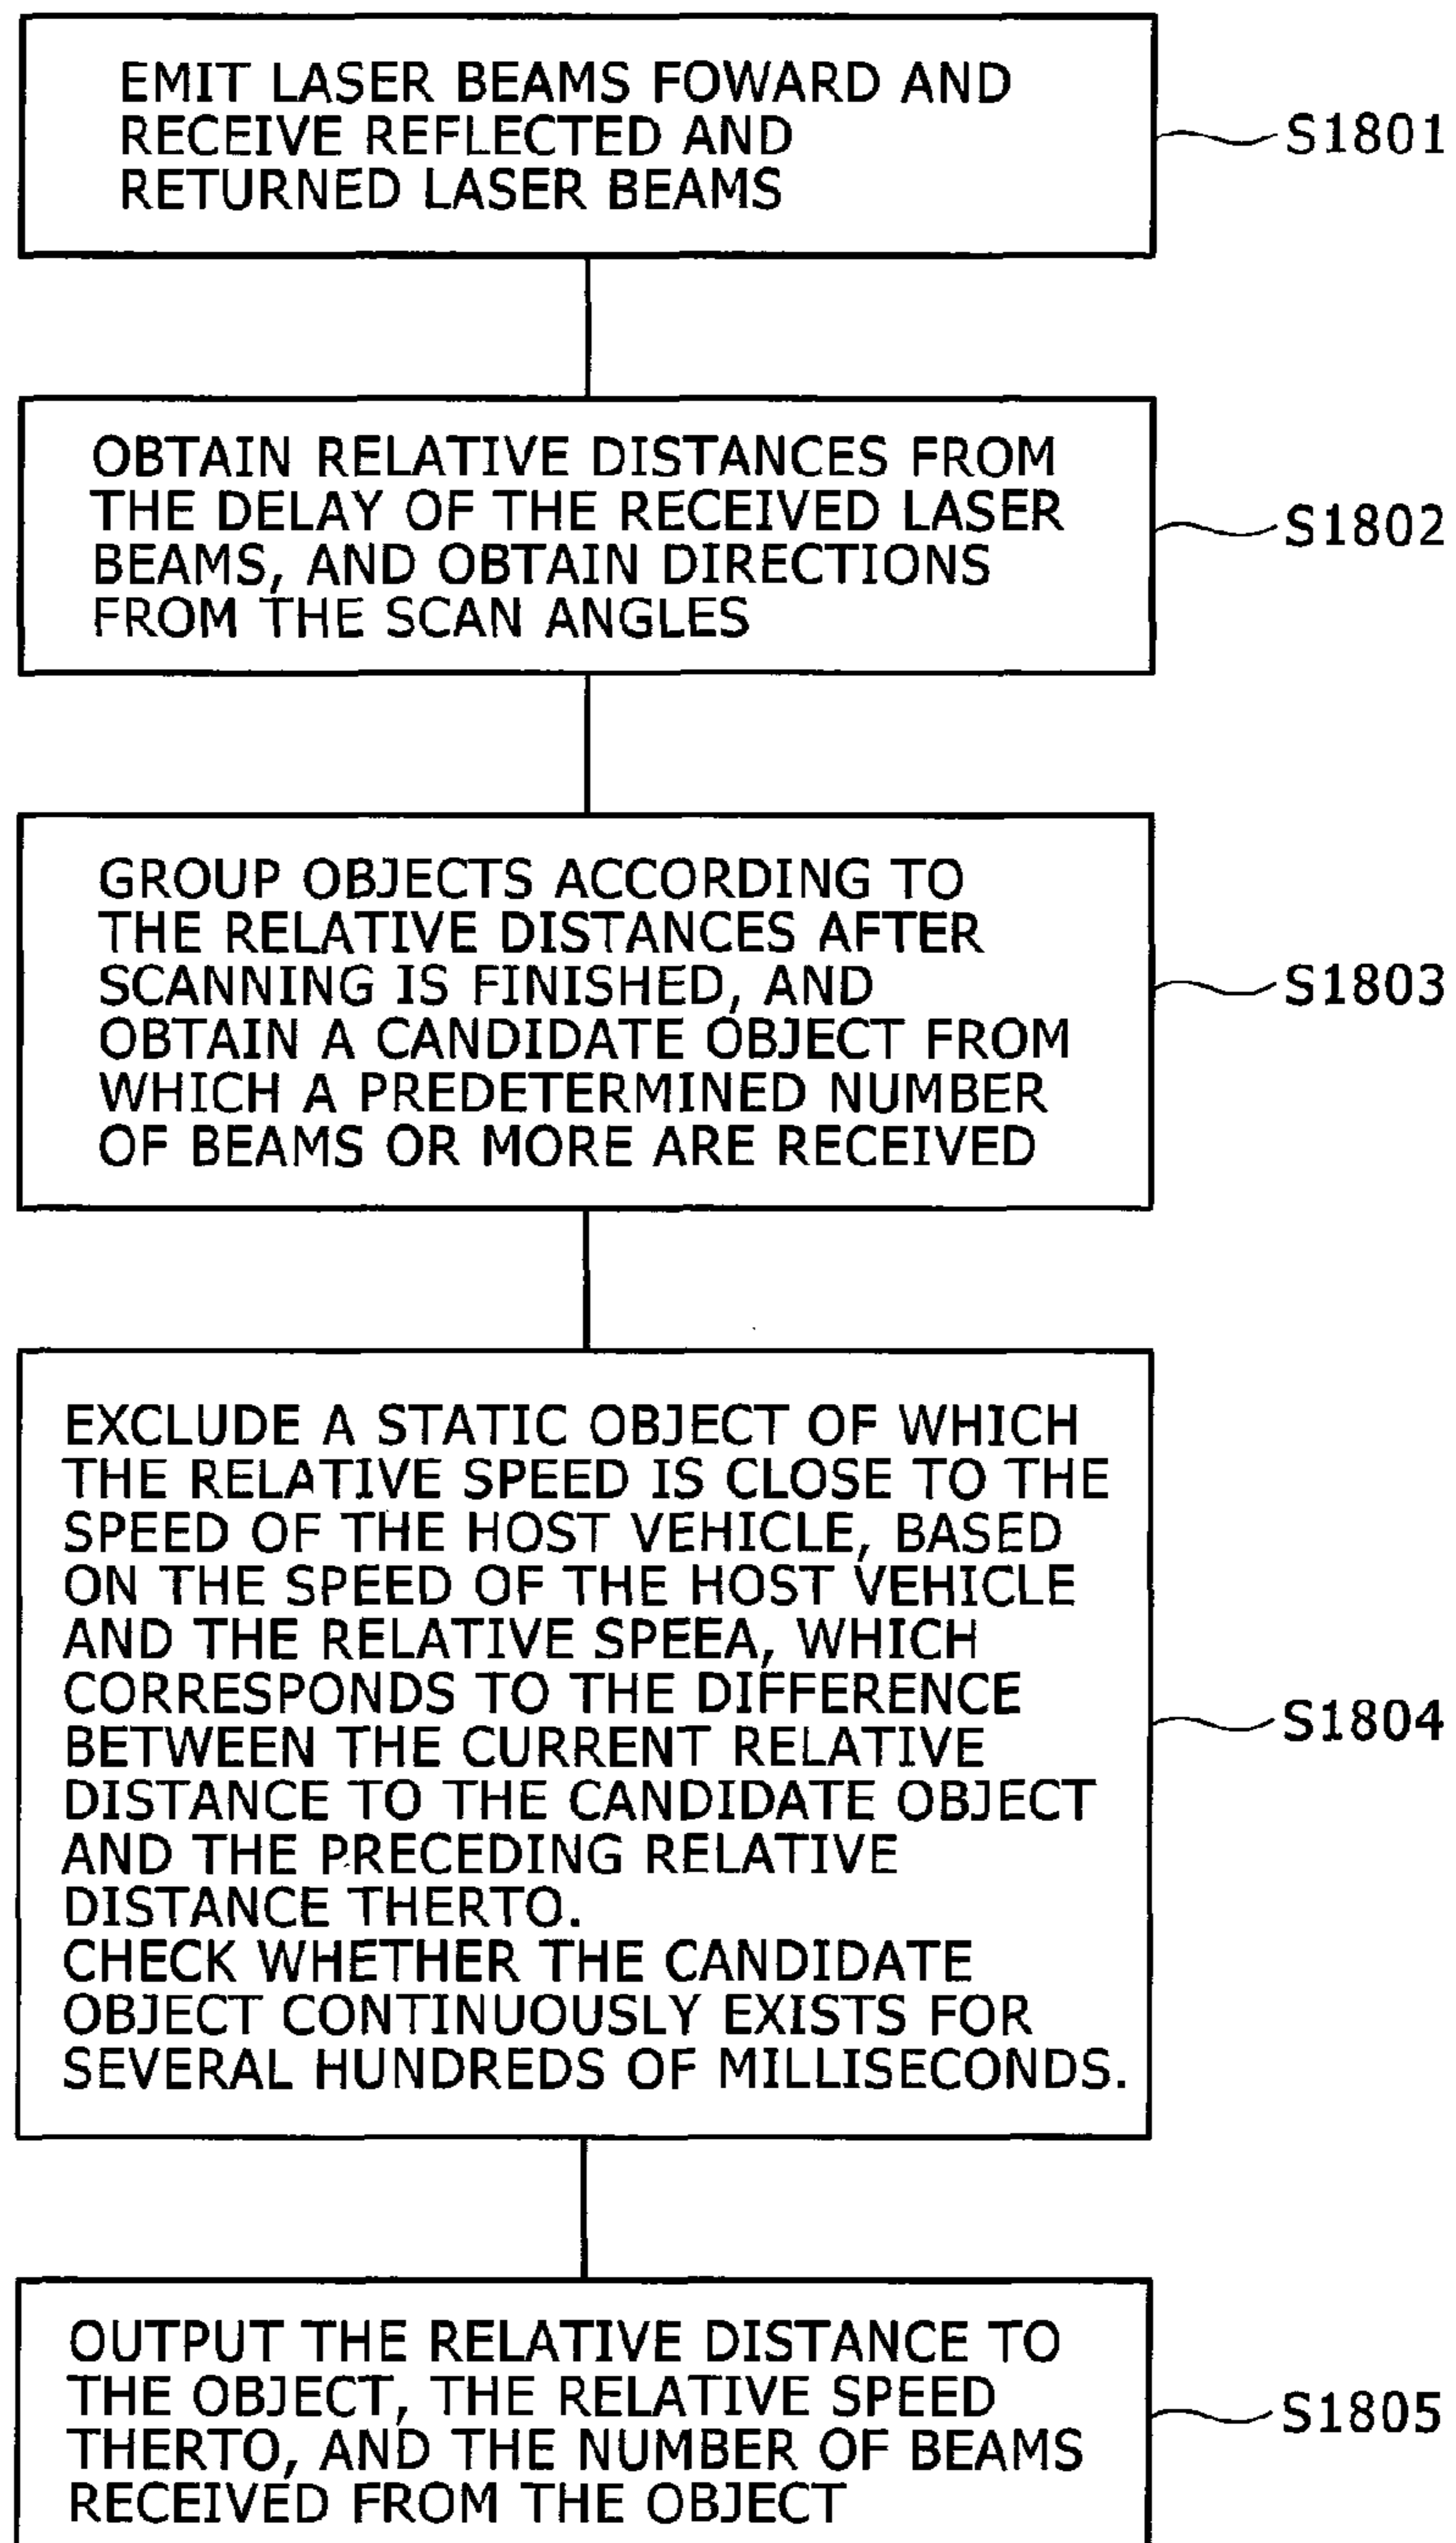 EMIT LASER BEAMS FOWARD AND
RECEIVE REFLECTED AND
RETURNED LASER BEAMS
S1801
OBTAIN RELATIVE DISTANCES FROM
THE DELAY OF THE RECEIVED LASER
BEAMS, AND OBTAIN DIRECTIONS
FROM THE SCAN ANGLES
S1802
GROUP OBJECTS ACCORDING TO
THE RELATIVE DISTANCES AFTER
SCANNING IS FINISHED, AND
OBTAIN A CANDIDATE OBJECT FROM
WHICH A PREDETERMINED NUMBER
OF BEAMS OR MORE ARE RECEIVED
S1803
EXCLUDE A STATIC OBJECT OF WHICH
THE RELATIVE SPEED IS CLOSE TO THE
SPEED OF THE HOST VEHICLE, BASED
ON THE SPEED OF THE HOST VEHICLE
AND THE RELATIVE SPEEA, WHICH
CORRESPONDS TO THE DIFFERENCE
BETWEEN THE CURRENT RELATIVE
DISTANCE TO THE CANDIDATE OBJECT
AND THE PRECEDING RELATIVE
DISTANCE THERTO.
CHECK WHETHER THE CANDIDATE
OBJECT CONTINUOUSLY EXISTS FOR
SEVERAL HUNDREDS OF MILLISECONDS.
S1804
OUTPUT THE RELATIVE DISTANCE TO
THE OBJECT, THE RELATIVE SPEED
THERTO, AND THE NUMBER OF BEAMS
RECEIVED FROM THE OBJECT
S1805